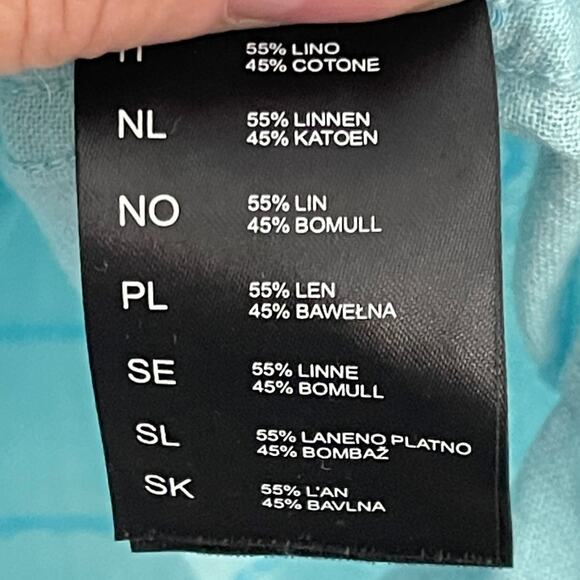 55% LINO
45% COTONE
NL
55% LINNEN
45% KATOEN
NO
55% LIN
45% BOMULL
PL
55% LEN
45% BAWEŁNA
SE
55% LINNE
45% BOMULL
SL
55% LANENO PLATNO
45% BOMBAŽ
SK
55% L'AN
45% BAVLNA